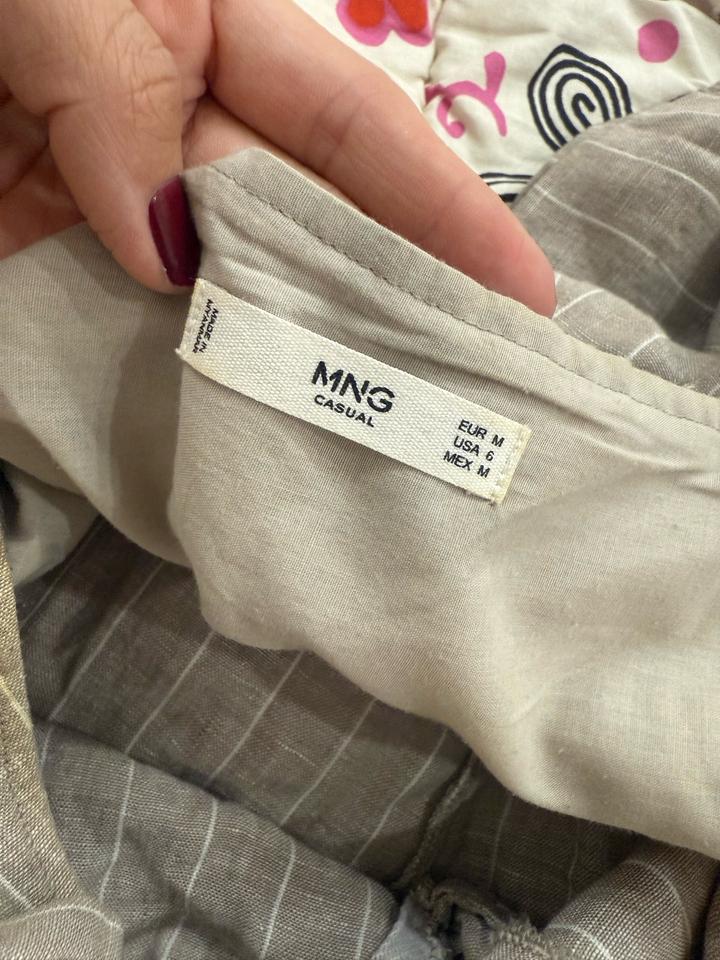 MADE IN
MYANMAR
MNG
CASUAL
EUR M
USA 6
MEX M